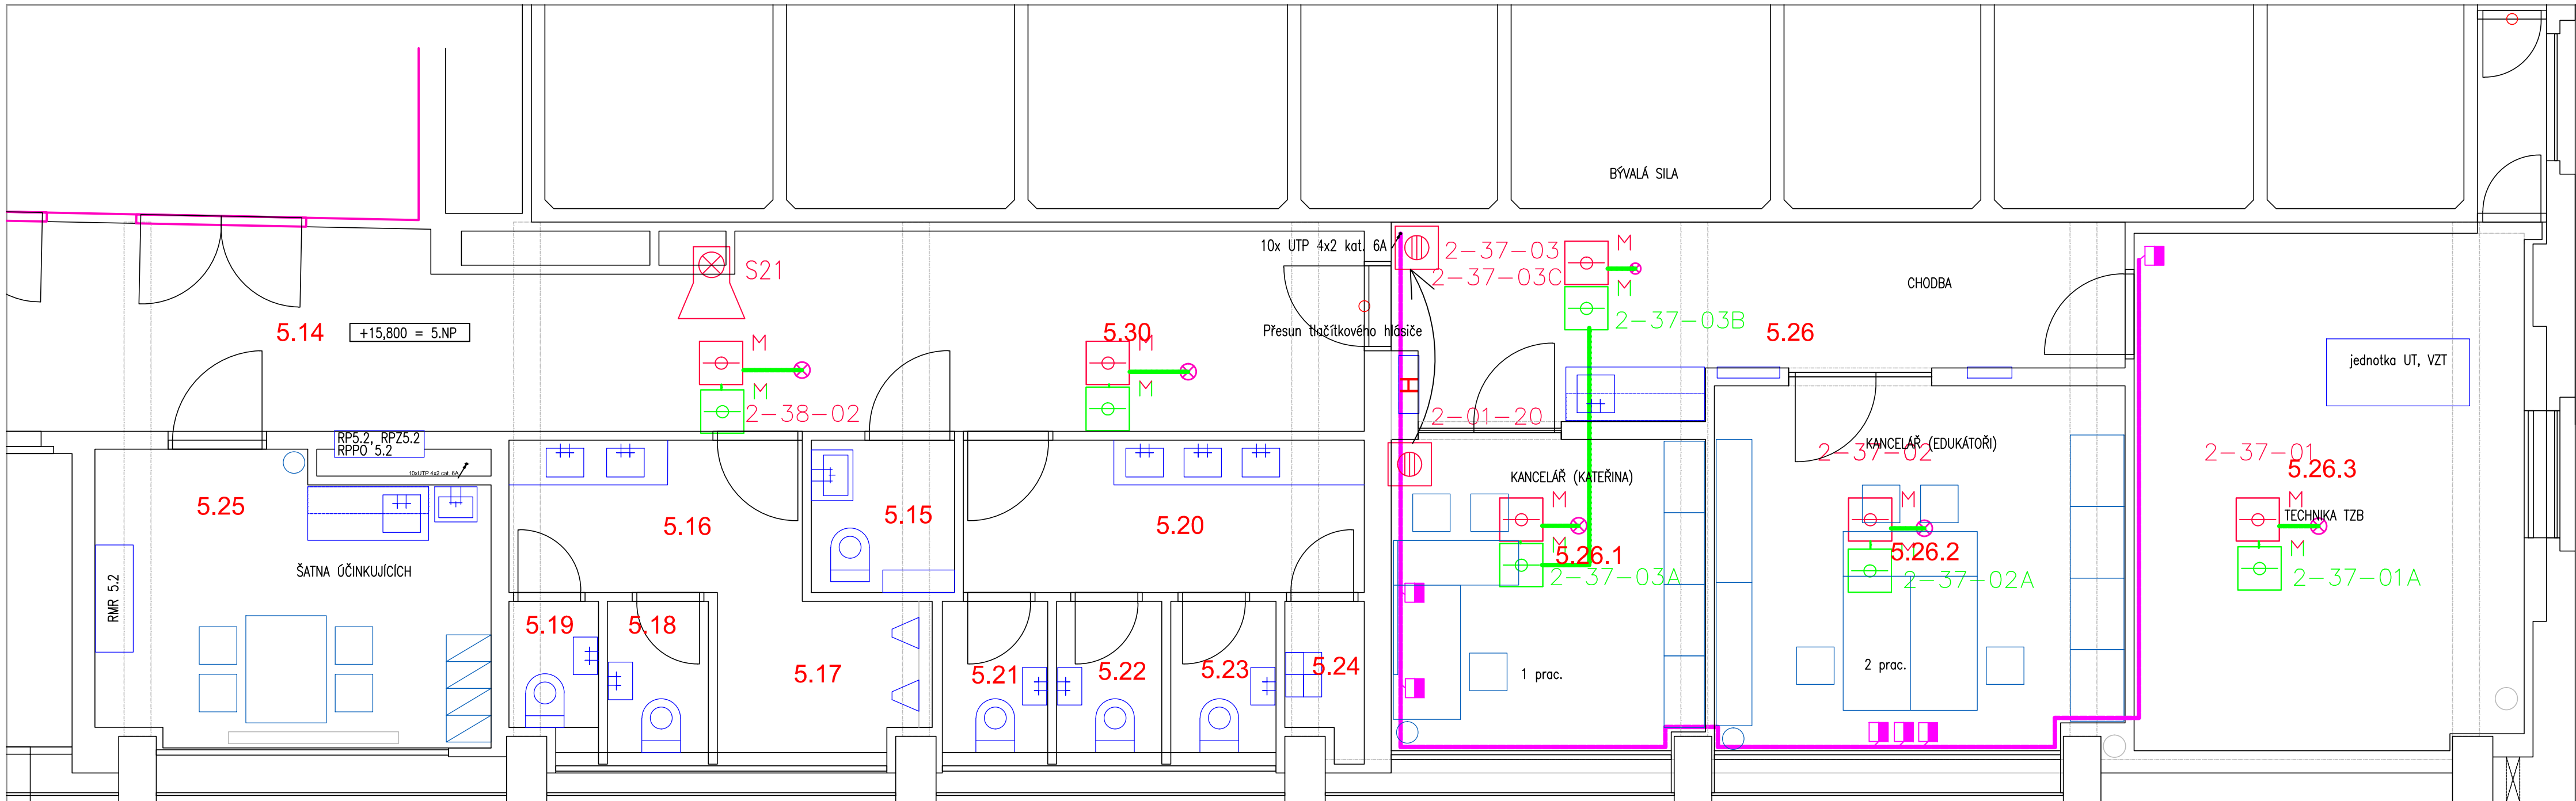 BÝVALÁ SILA
10x UTP 4x2 kat. 6A
2-37-03
2-37-03C
M
M
S21
CHODBA
5.14
+15,800 = 5.NP
5.30
Přesun tlačítkového hlásiče
2-37-03B
5.26
M
M
M
M
jednotka UT, VZT
H
2-38-02
2-01-20
RP5.2, RPZ5.2
RPPO 5.2
10xUTP 4x2 cat. 6A
KANCELÁŘ (EDUKÁTOŘI)
2-37-02
2-37-01
5.26.3
KANCELÁŘ (KATEŘINA)
5.25
5.16
5.15
5.20
M
M
M
TECHNIKA TZB
M
M
M
5.26.1
5.26.2
2-37-03A
2-37-02A
2-37-01A
ŠATNA ÚČINKUJÍCÍCH
RMR 5.2
5.19
5.18
5.17
5.21
5.22
5.23
5.24
1 prac.
2 prac.